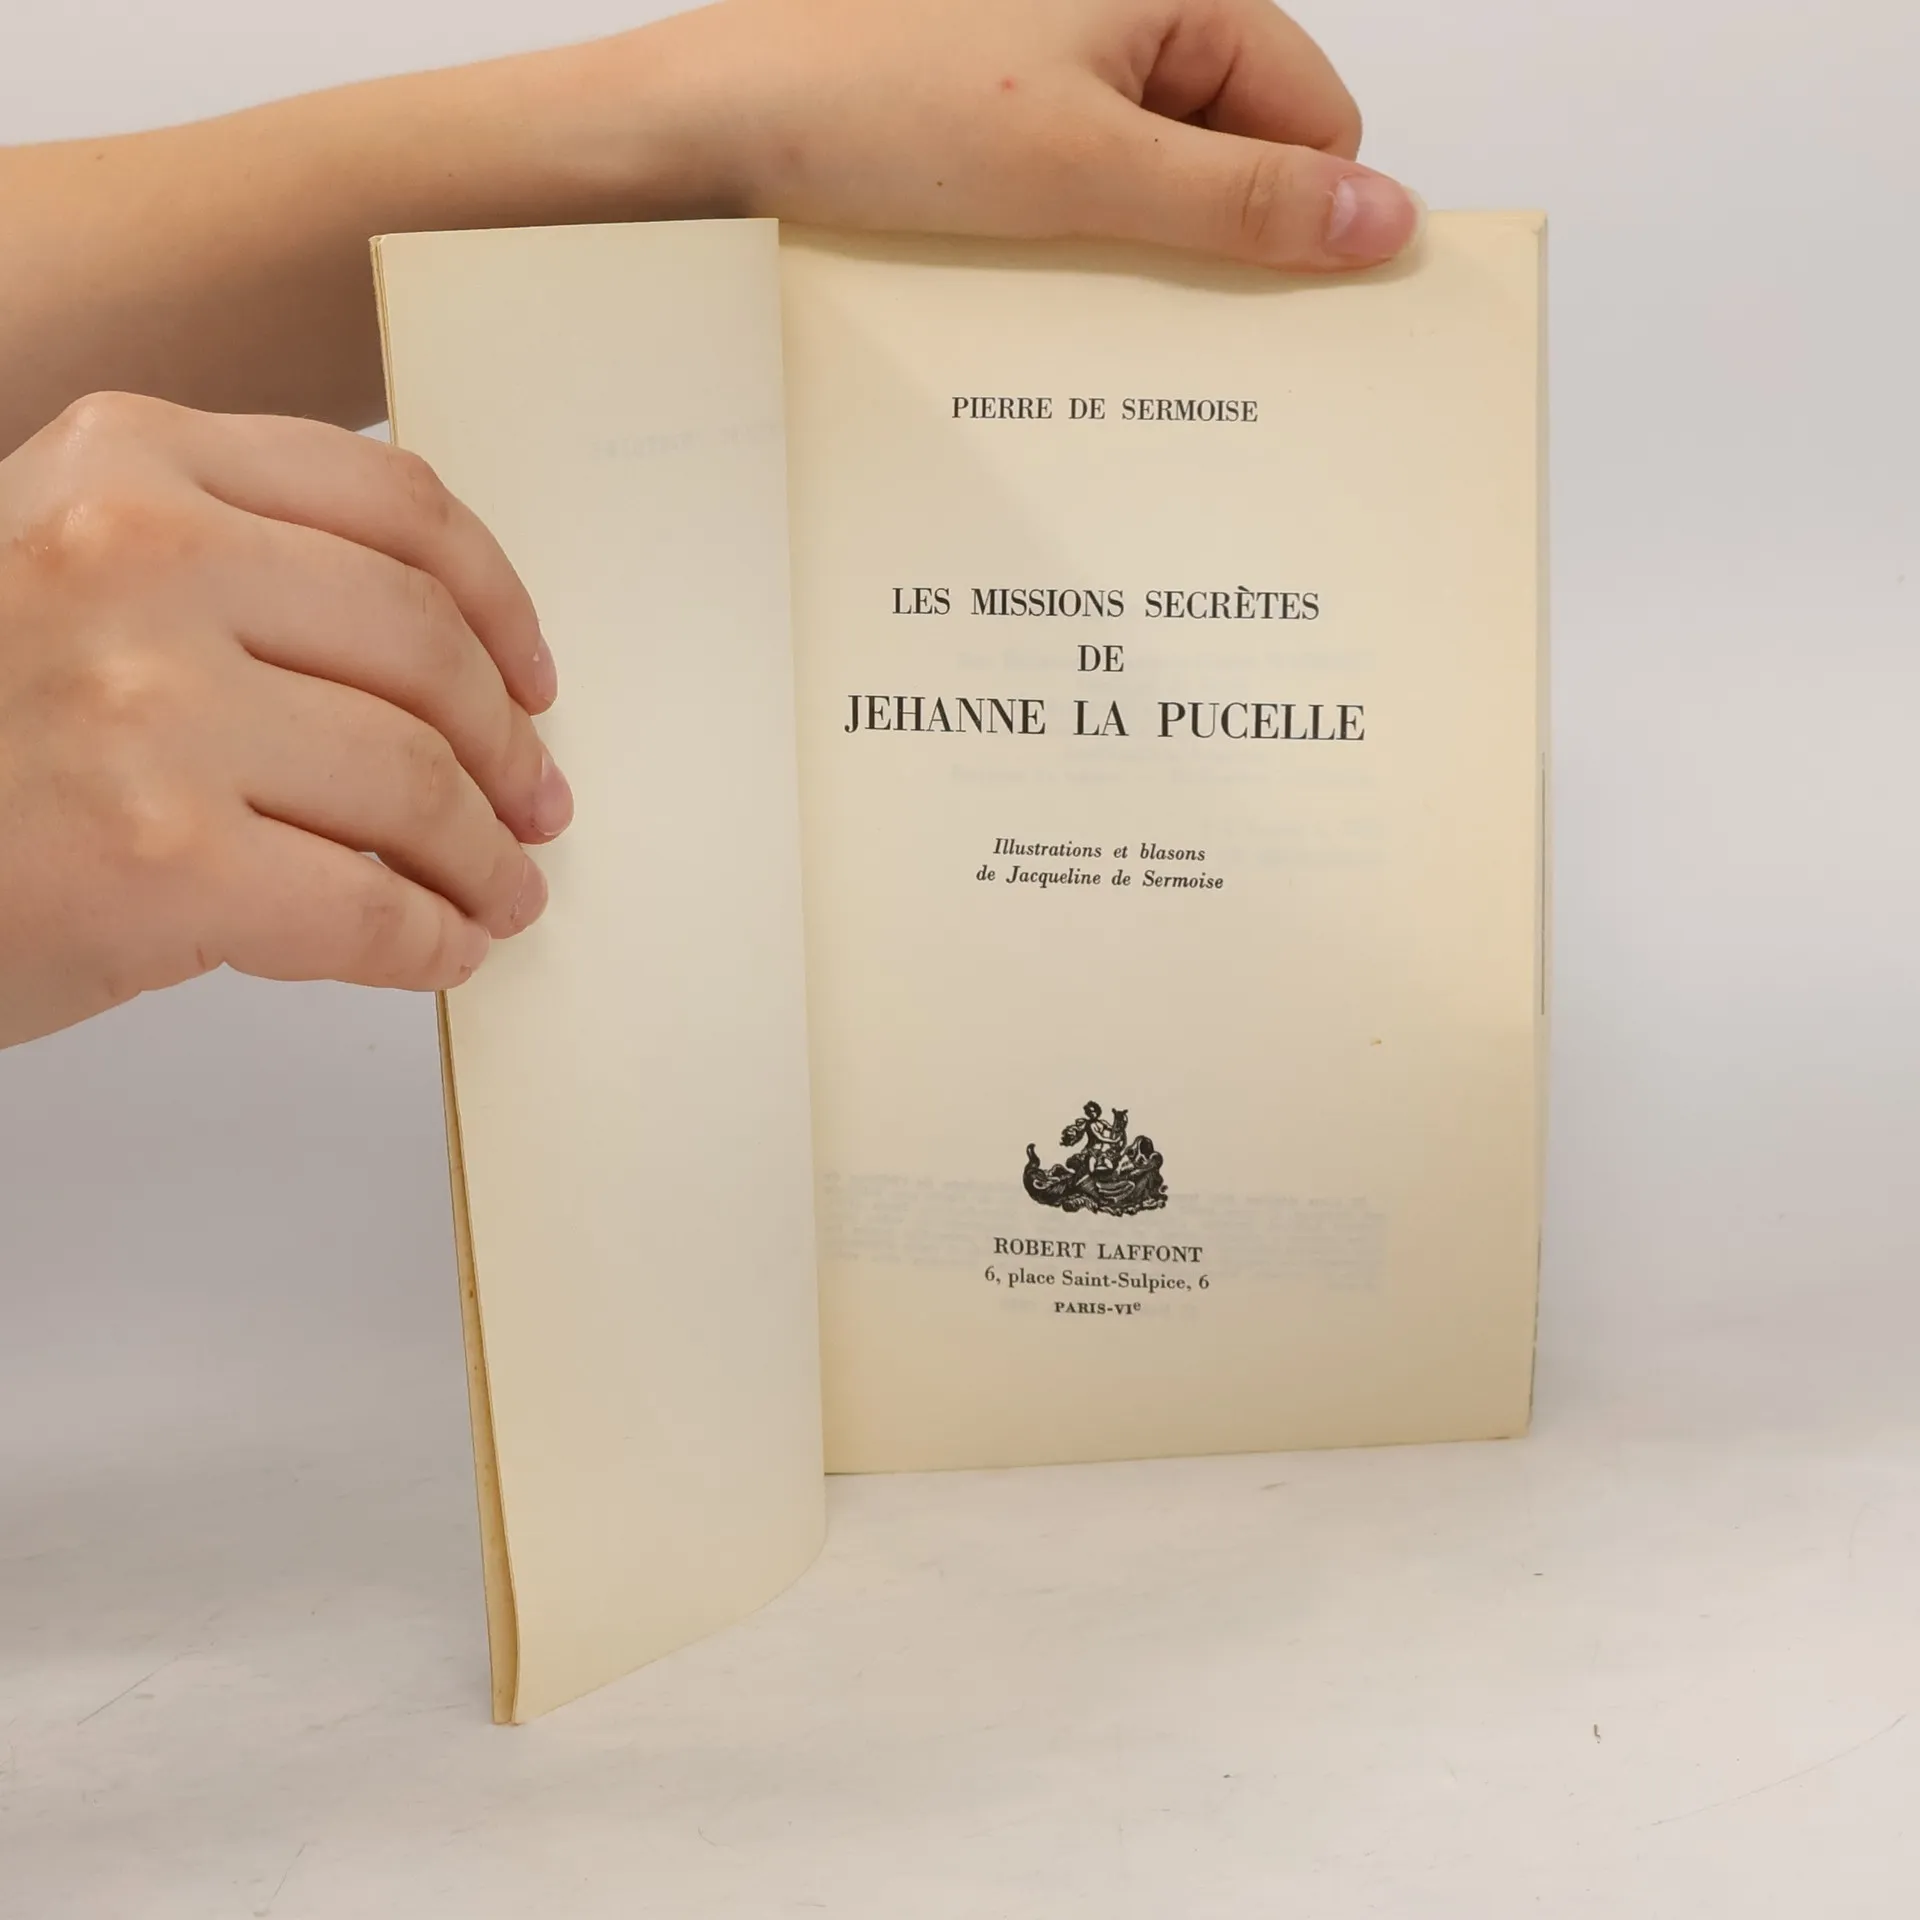 PIERRE DE SERMOISE
LES MISSIONS SECRÈTES
DE
JEHANNE LA PUCELLE
Illustrations et blasons
de Jacqueline de Sermoise
ROBERT LAFFONT
6, place Saint-Sulpice, 6
PARIS-VIe